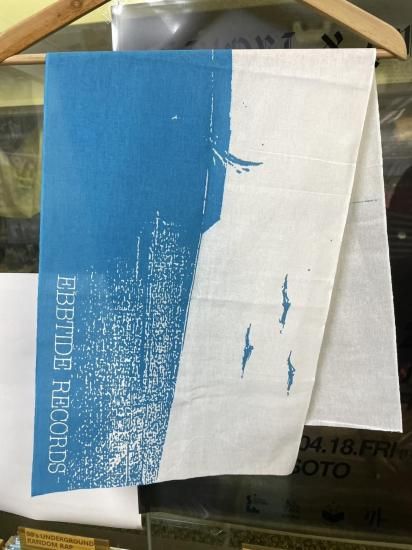 EBBTIDE RECORDS-
04.18.FRI
SOTO
90's UNDERGROUND
RANDOM RAP